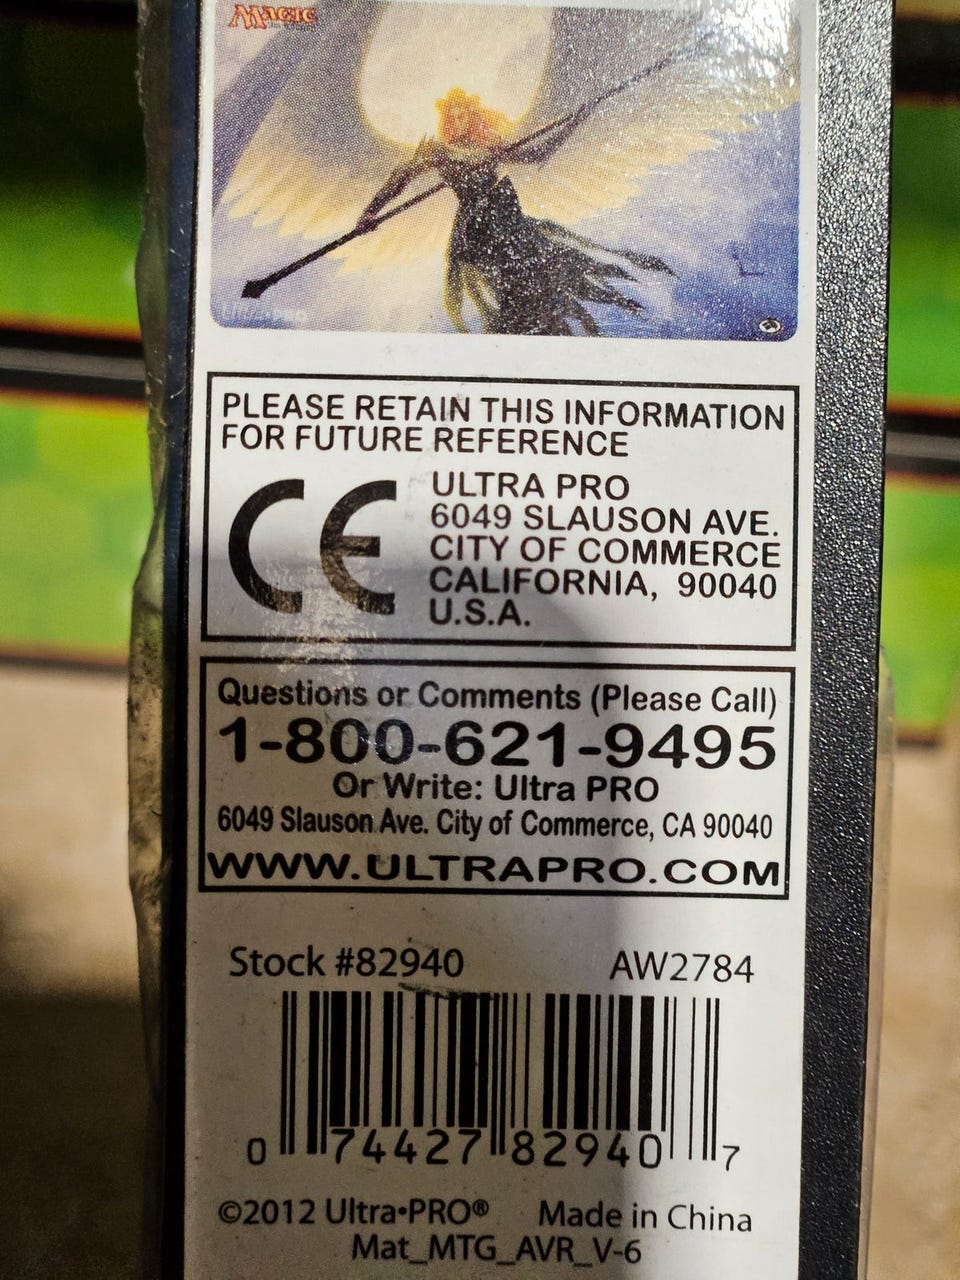 MAGIC
PLEASE RETAIN THIS INFORMATION
FOR FUTURE REFERENCE
CE
ULTRA PRO
6049 SLAUSON AVE.
CITY OF COMMERCE
CALIFORNIA, 90040
U.S.A.
Questions or Comments (Please Call)
1-800-621-9495
Or Write: Ultra PRO
6049 Slauson Ave. City of Commerce, CA 90040
WWW.ULTRAPRO.COM
Stock #82940 AW2784
0 74427 82940 7
©2012 Ultra•PRO® Made in China
Mat_MTG_AVR_V-6